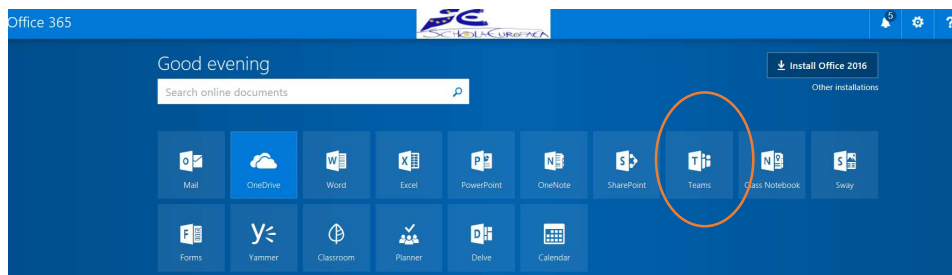 Office 365
SCHOLA EUROPAEA
5
?
Good evening
Install Office 2016
Search online documents
Other installations
Mail
OneDrive
Word
Excel
PowerPoint
OneNote
SharePoint
Teams
Class Notebook
Sway
Forms
Yammer
Classroom
Planner
Delve
Calendar